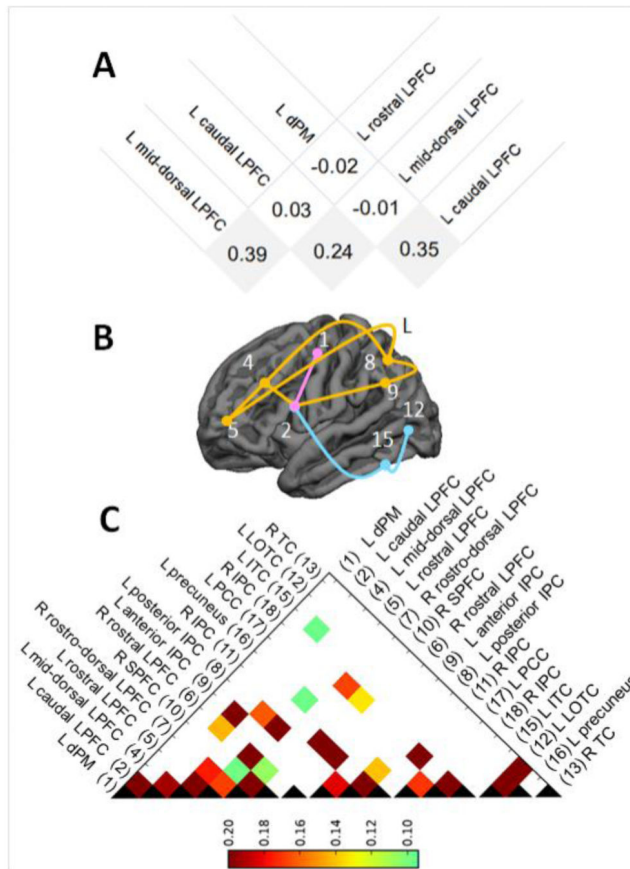 A
L mid-dorsal LPFC
L caudal LPFC
L dPM
L rostral LPFC
L mid-dorsal LPFC
L caudal LPFC
-0.02
0.03
-0.01
0.39
0.24
0.35
B
L
1
4
8
9
5
2
12
15
C
L dPM (1)
L caudal LPFC (2)
L mid-dorsal LPFC (4)
L rostral LPFC (5)
R rostro-dorsal LPFC (7)
R SPFC (10)
R rostral LPFC (6)
L anterior IPC (9)
L posterior IPC (8)
R IPC (11)
L precuneus (16)
L PCC (17)
R IPC (18)
L ITC (15)
L LOTC (12)
R TC (13)
(1) L dPM
(2) L caudal LPFC
(4) L mid-dorsal LPFC
(5) L rostral LPFC
(7) R rostro-dorsal LPFC
(10) R SPFC
(6) R rostral LPFC
(9) L anterior IPC
(8) L posterior IPC
(11) R IPC
(17) L PCC
(18) R IPC
(15) L ITC
(12) L LOTC
(16) L precuneus
(13) R TC
0.20
0.18
0.16
0.14
0.12
0.10